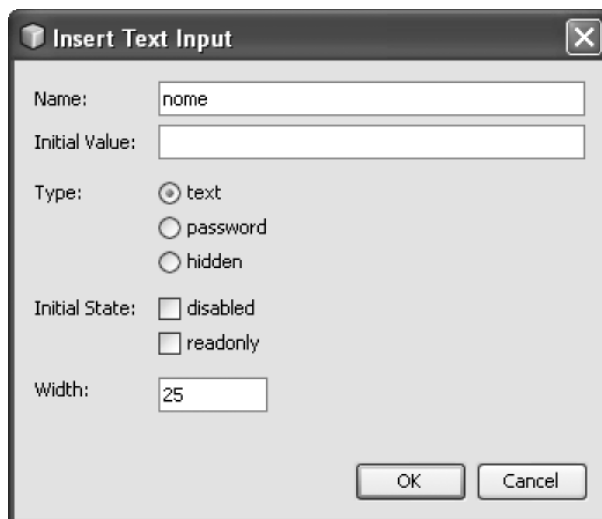 Insert Text Input
Name: nome
Initial Value:
Type: text
password
hidden
Initial State: disabled
readonly
Width: 25
OK Cancel